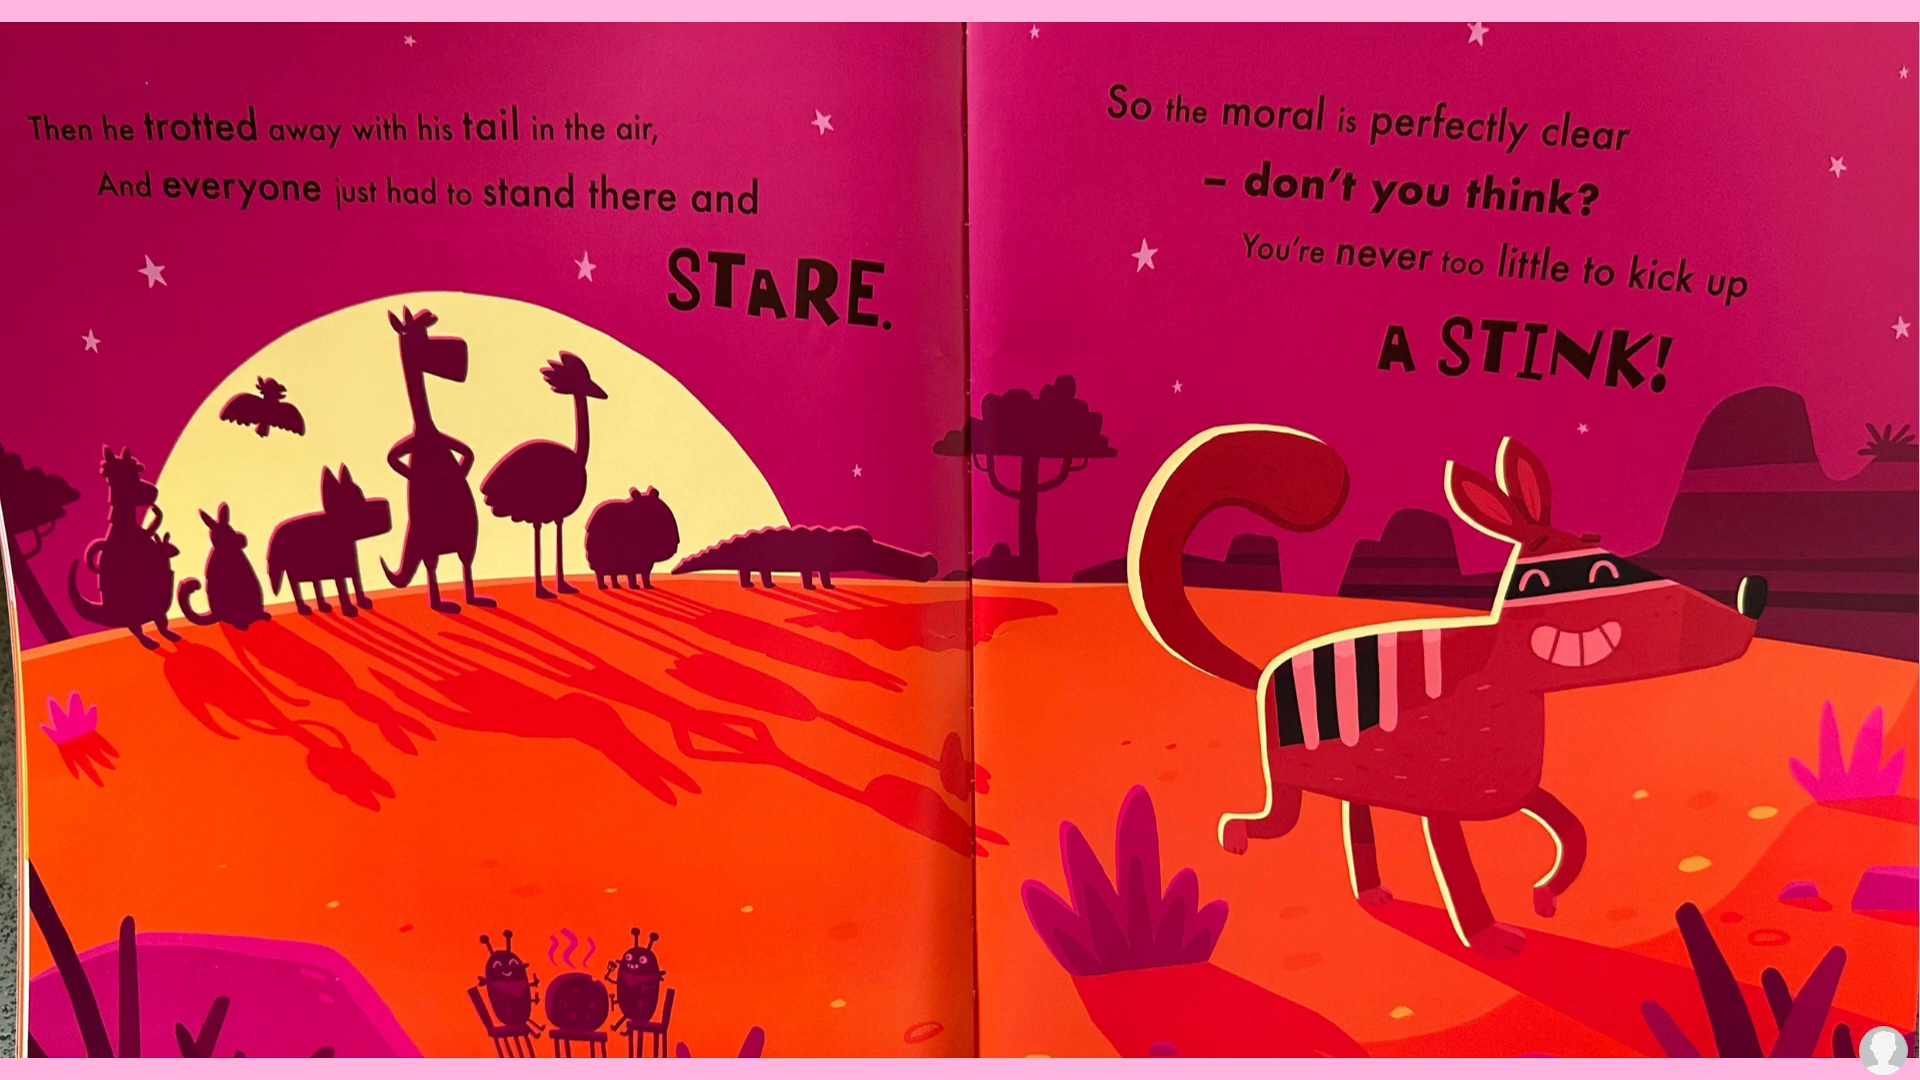 Then he trotted away with his tail in the air,
And everyone just had to stand there and
STARE.
So the moral is perfectly clear
– don't you think?
You're never too little to kick up
A STINK!